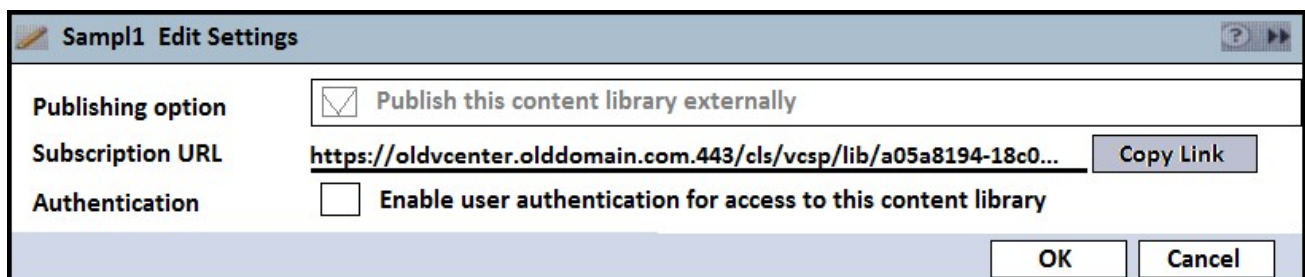 Sampl1 Edit Settings ?
Publishing option Publish this content library externally
Subscription URL https://oldvcenter.olddomain.com.443/cls/vcsp/lib/a05a8194-18c0... Copy Link
Authentication Enable user authentication for access to this content library
OK Cancel